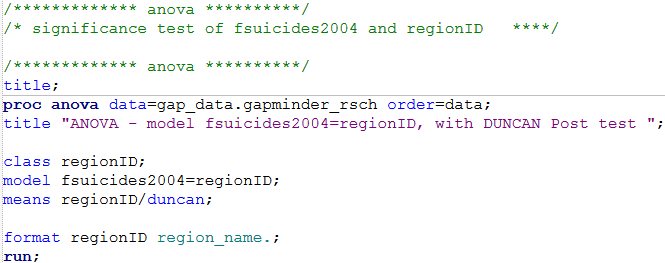 /************* anova **********/
/* significance test of fsuicides2004 and regionID   ****/
/************* anova **********/
title;
proc anova data=gap_data.gapminder_rsch order=data;
title "ANOVA - model fsuicides2004=regionID, with DUNCAN Post test ";
class regionID;
model fsuicides2004=regionID;
means regionID/duncan;
format regionID region_name.;
run;